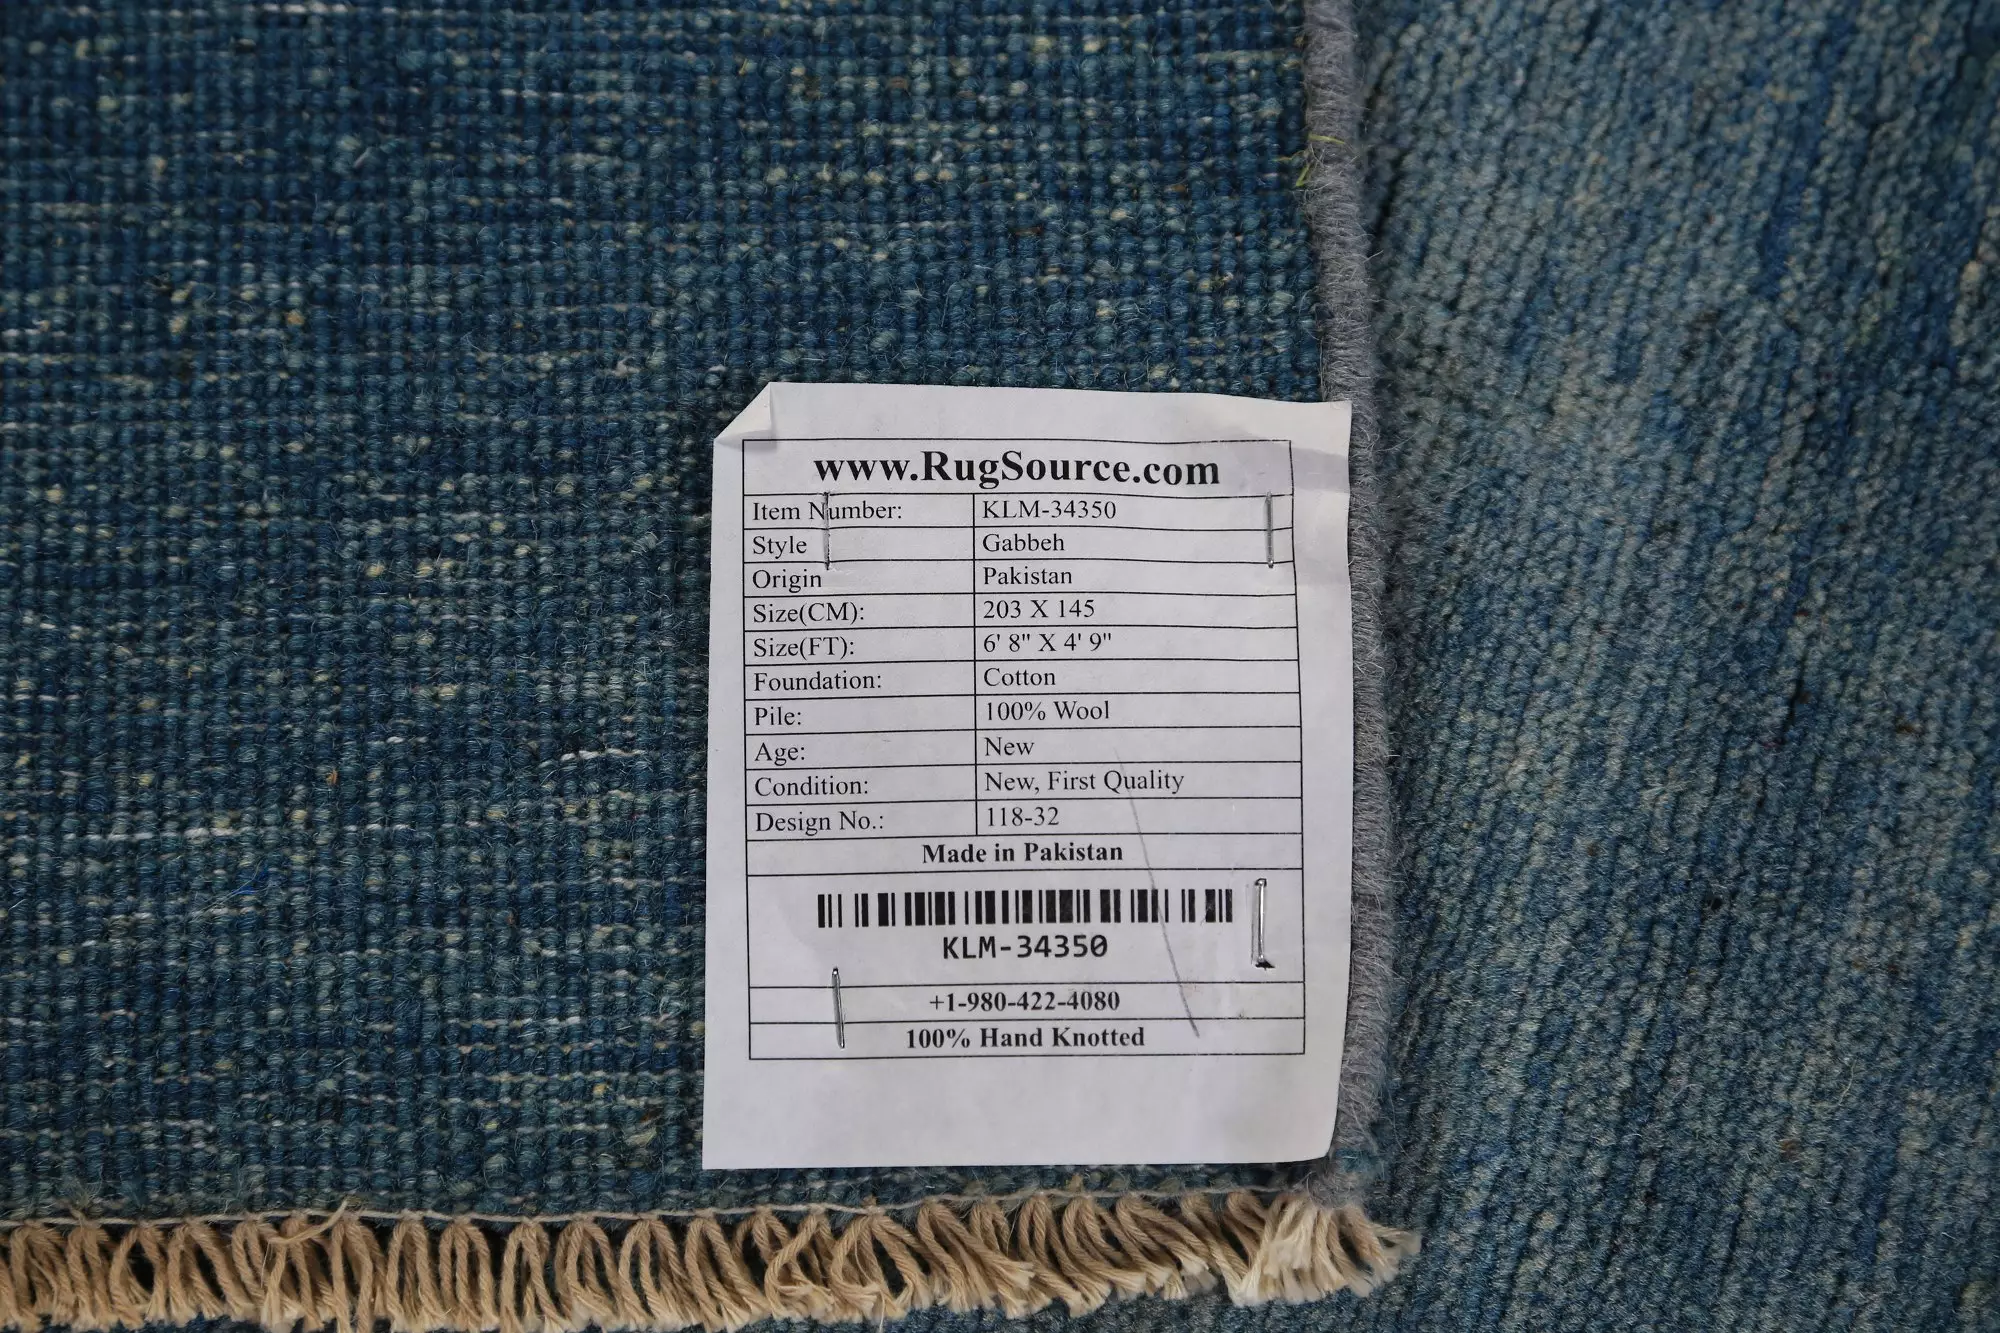 www.RugSource.com
Item Number: KLM-34350
Style Gabbeh
Origin Pakistan
Size(CM): 203 X 145
Size(FT): 6' 8" X 4' 9"
Foundation: Cotton
Pile: 100% Wool
Age: New
Condition: New, First Quality
Design No.: 118-32
Made in Pakistan
KLM-34350
+1-980-422-4080
100% Hand Knotted